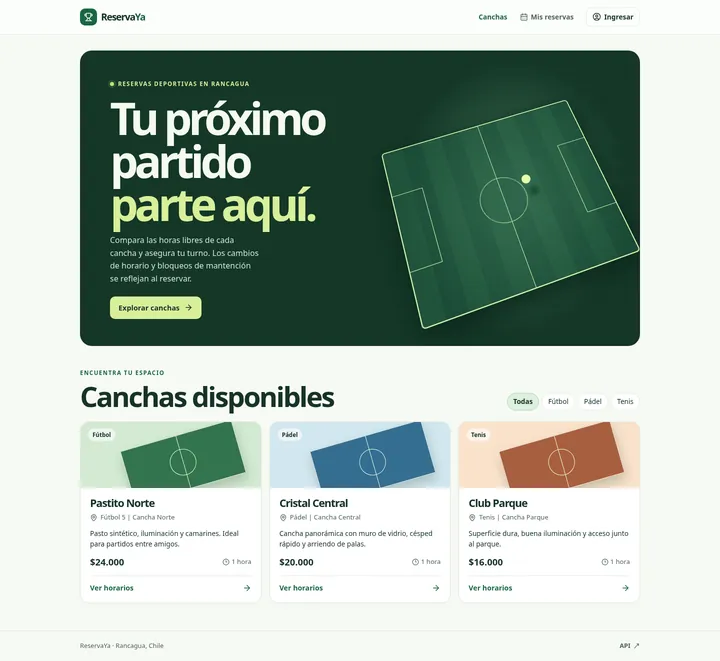 ReservaYa
Canchas
Mis reservas
Ingresar
RESERVAS DEPORTIVAS EN RANCAGUA
Tu próximo
partido
parte aquí.
Compara las horas libres de cada
cancha y asegura tu turno. Los cambios
de horario y bloqueos de mantención
se reflejan al reservar.
Explorar canchas →
ENCUENTRA TU ESPACIO
Canchas disponibles
Todas
Fútbol
Pádel
Tenis
Fútbol
Pastito Norte
Fútbol 5 | Cancha Norte
Pasto sintético, iluminación y camarines. Ideal
para partidos entre amigos.
$24.000
1 hora
Ver horarios →
Pádel
Cristal Central
Pádel | Cancha Central
Cancha panorámica con muro de vidrio, césped
rápido y arriendo de palas.
$20.000
1 hora
Ver horarios →
Tenis
Club Parque
Tenis | Cancha Parque
Superficie dura, buena iluminación y acceso junto
al parque.
$16.000
1 hora
Ver horarios →
ReservaYa · Rancagua, Chile
API ↗